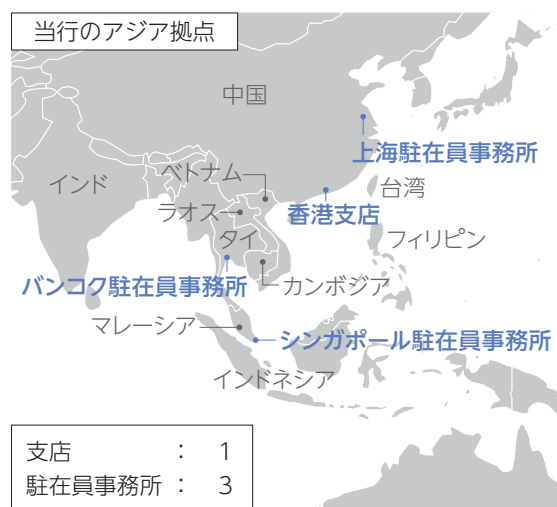 当行のアジア拠点
中国
上海駐在員事務所
ベトナム
インド
台湾
ラオス
香港支店
タイ
フィリピン
バンコク駐在員事務所
カンボジア
マレーシア
シンガポール駐在員事務所
インドネシア
支店 : 1
駐在員事務所 : 3